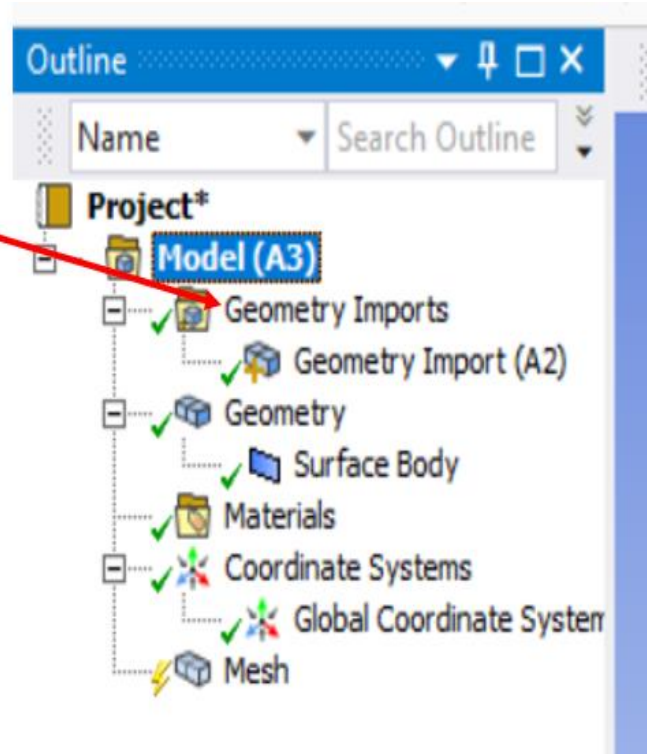 Outline
Name Search Outline
Project*
Model (A3)
Geometry Imports
Geometry Import (A2)
Geometry
Surface Body
Materials
Coordinate Systems
Global Coordinate System
Mesh